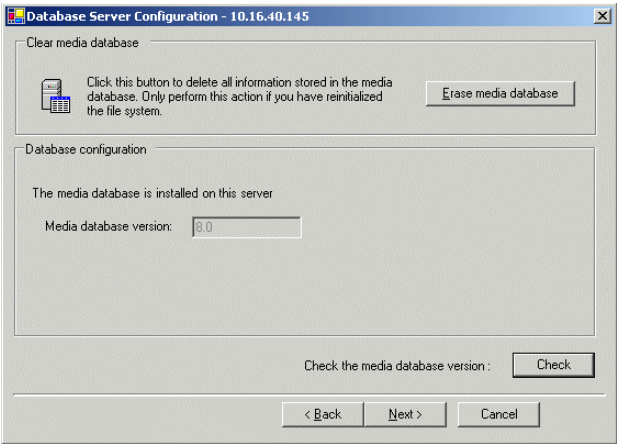 Database Server Configuration - 10.16.40.145
Clear media database
Click this button to delete all information stored in the media
database. Only perform this action if you have reinitialized
the file system.
Erase media database
Database configuration
The media database is installed on this server
Media database version: 8.0
Check the media database version : Check
< Back Next > Cancel